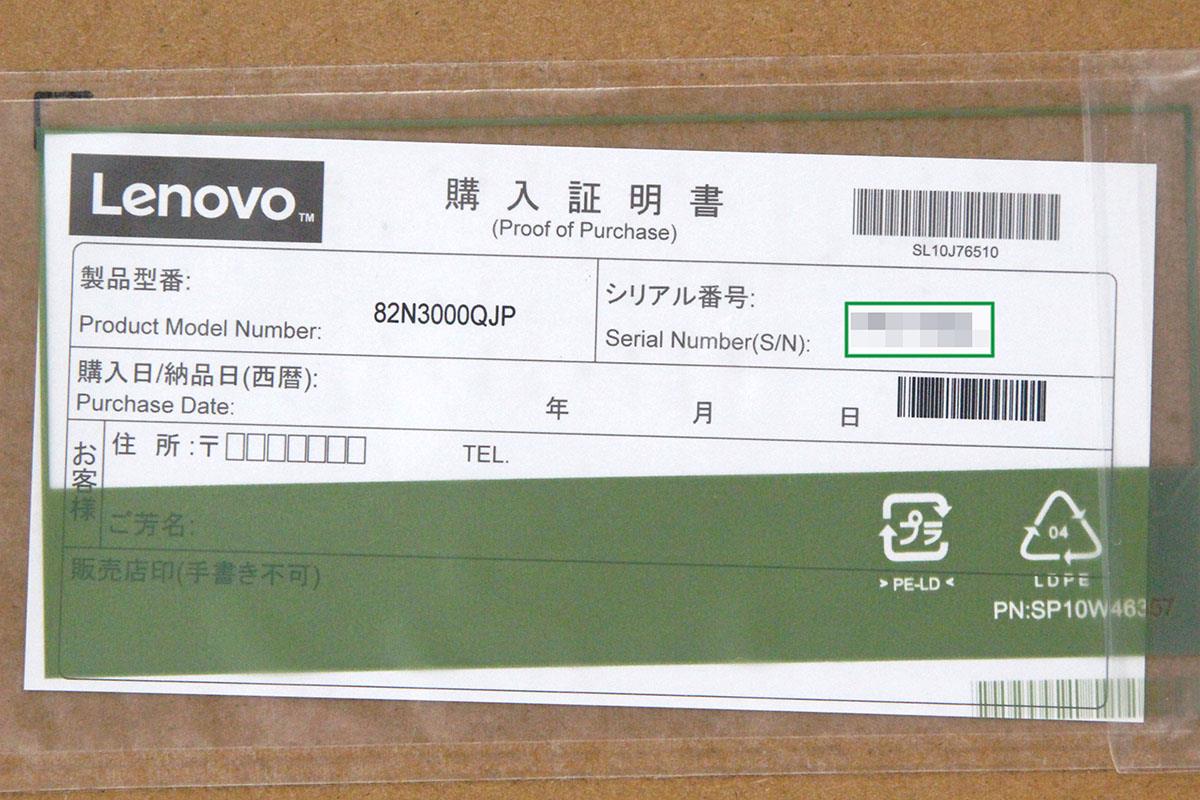 Lenovo™
購入証明書
(Proof of Purchase)
SL10J76510
製品型番:
Product Model Number:
82N3000QJP
シリアル番号:
Serial Number(S/N):
購入日/納品日(西暦):
Purchase Date:
年 月 日
お客様
住 所:〒□□□□□□□ TEL.
ご芳名:
販売店印(手書き不可)
プラ
>PE-LD<
04
LDPE
PN:SP10W46357